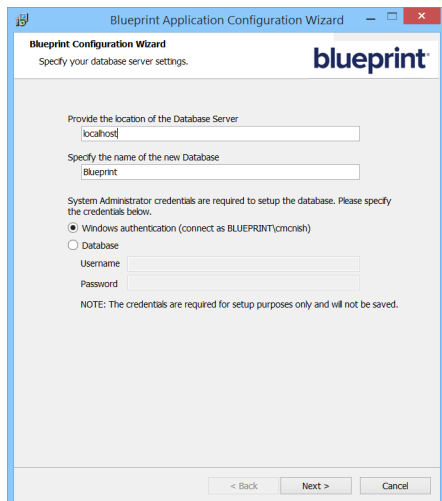 Blueprint Application Configuration Wizard
Blueprint Configuration Wizard
Specify your database server settings.
blueprint
Provide the location of the Database Server
localhost
Specify the name of the new Database
Blueprint
System Administrator credentials are required to setup the database. Please specify
the credentials below.
Windows authentication (connect as BLUEPRINT\cmcnish)
Database
Username
Password
NOTE: The credentials are required for setup purposes only and will not be saved.
< Back
Next >
Cancel